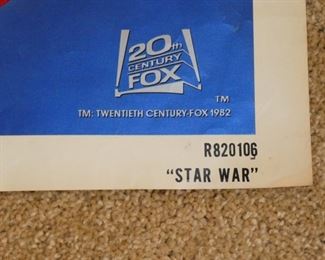 20th
CENTURY
FOX
TM
TM: TWENTIETH CENTURY-FOX 1982
R820106
"STAR WAR"